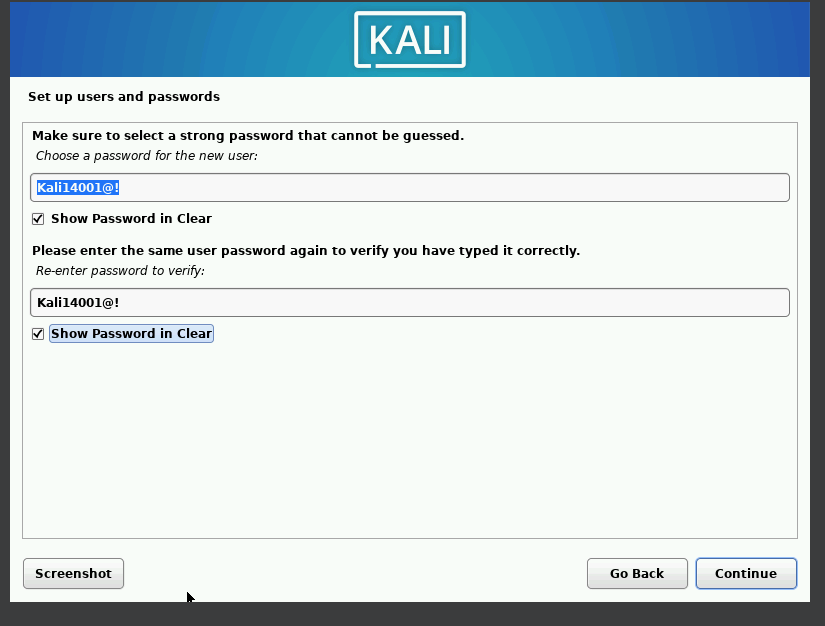 KALI
Set up users and passwords
Make sure to select a strong password that cannot be guessed.
Choose a password for the new user:
Kali14001@!
Show Password in Clear
Please enter the same user password again to verify you have typed it correctly.
Re-enter password to verify:
Kali14001@!
Show Password in Clear
Screenshot
Go Back
Continue